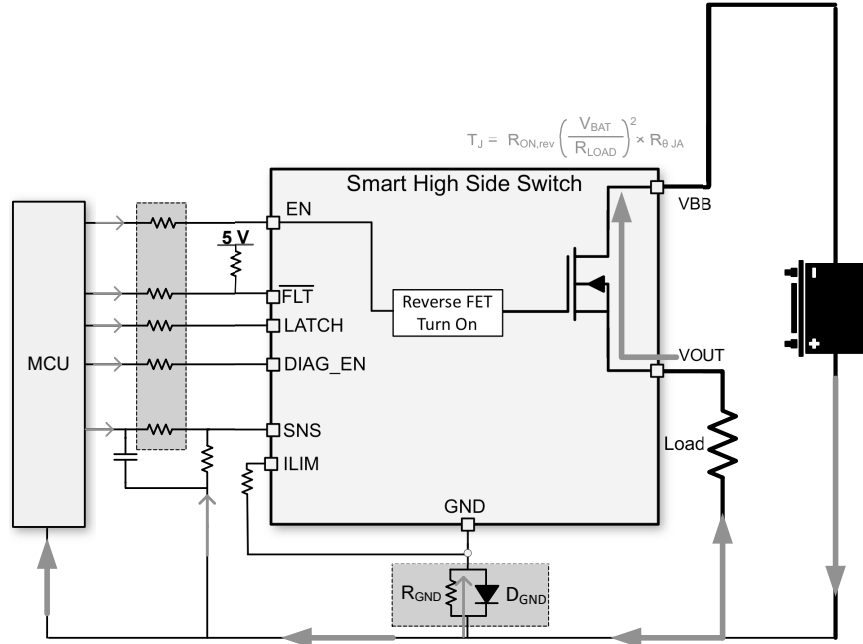 T_J = R_ON,rev (V_BAT / R_LOAD)² × R_θJA
Smart High Side Switch
VBB
EN
5 V
-
FLT
Reverse FET
Turn On
LATCH
MCU
DIAG_EN
VOUT
+
SNS
Load
ILIM
GND
R_GND
D_GND